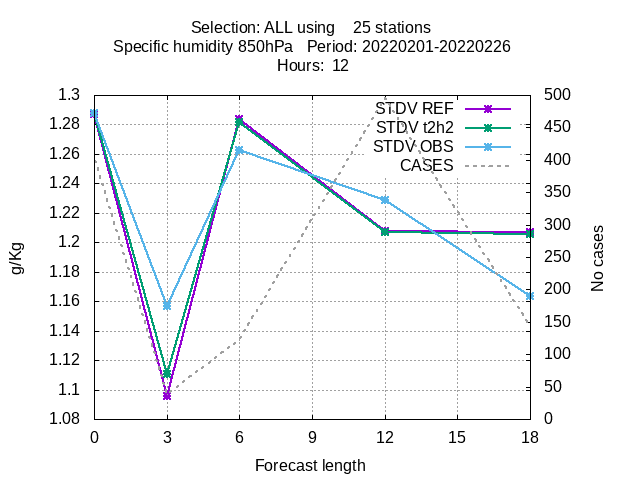 Selection: ALL using    25 stations
Specific humidity 850hPa   Period: 20220201-20220226
Hours:  12
STDV REF
STDV t2h2
STDV OBS
CASES
g/Kg
1.3
1.28
1.26
1.24
1.22
1.2
1.18
1.16
1.14
1.12
1.1
1.08
500
450
400
350
300
250
200
150
100
50
0
No cases
0 3 6 9 12 15 18
Forecast length